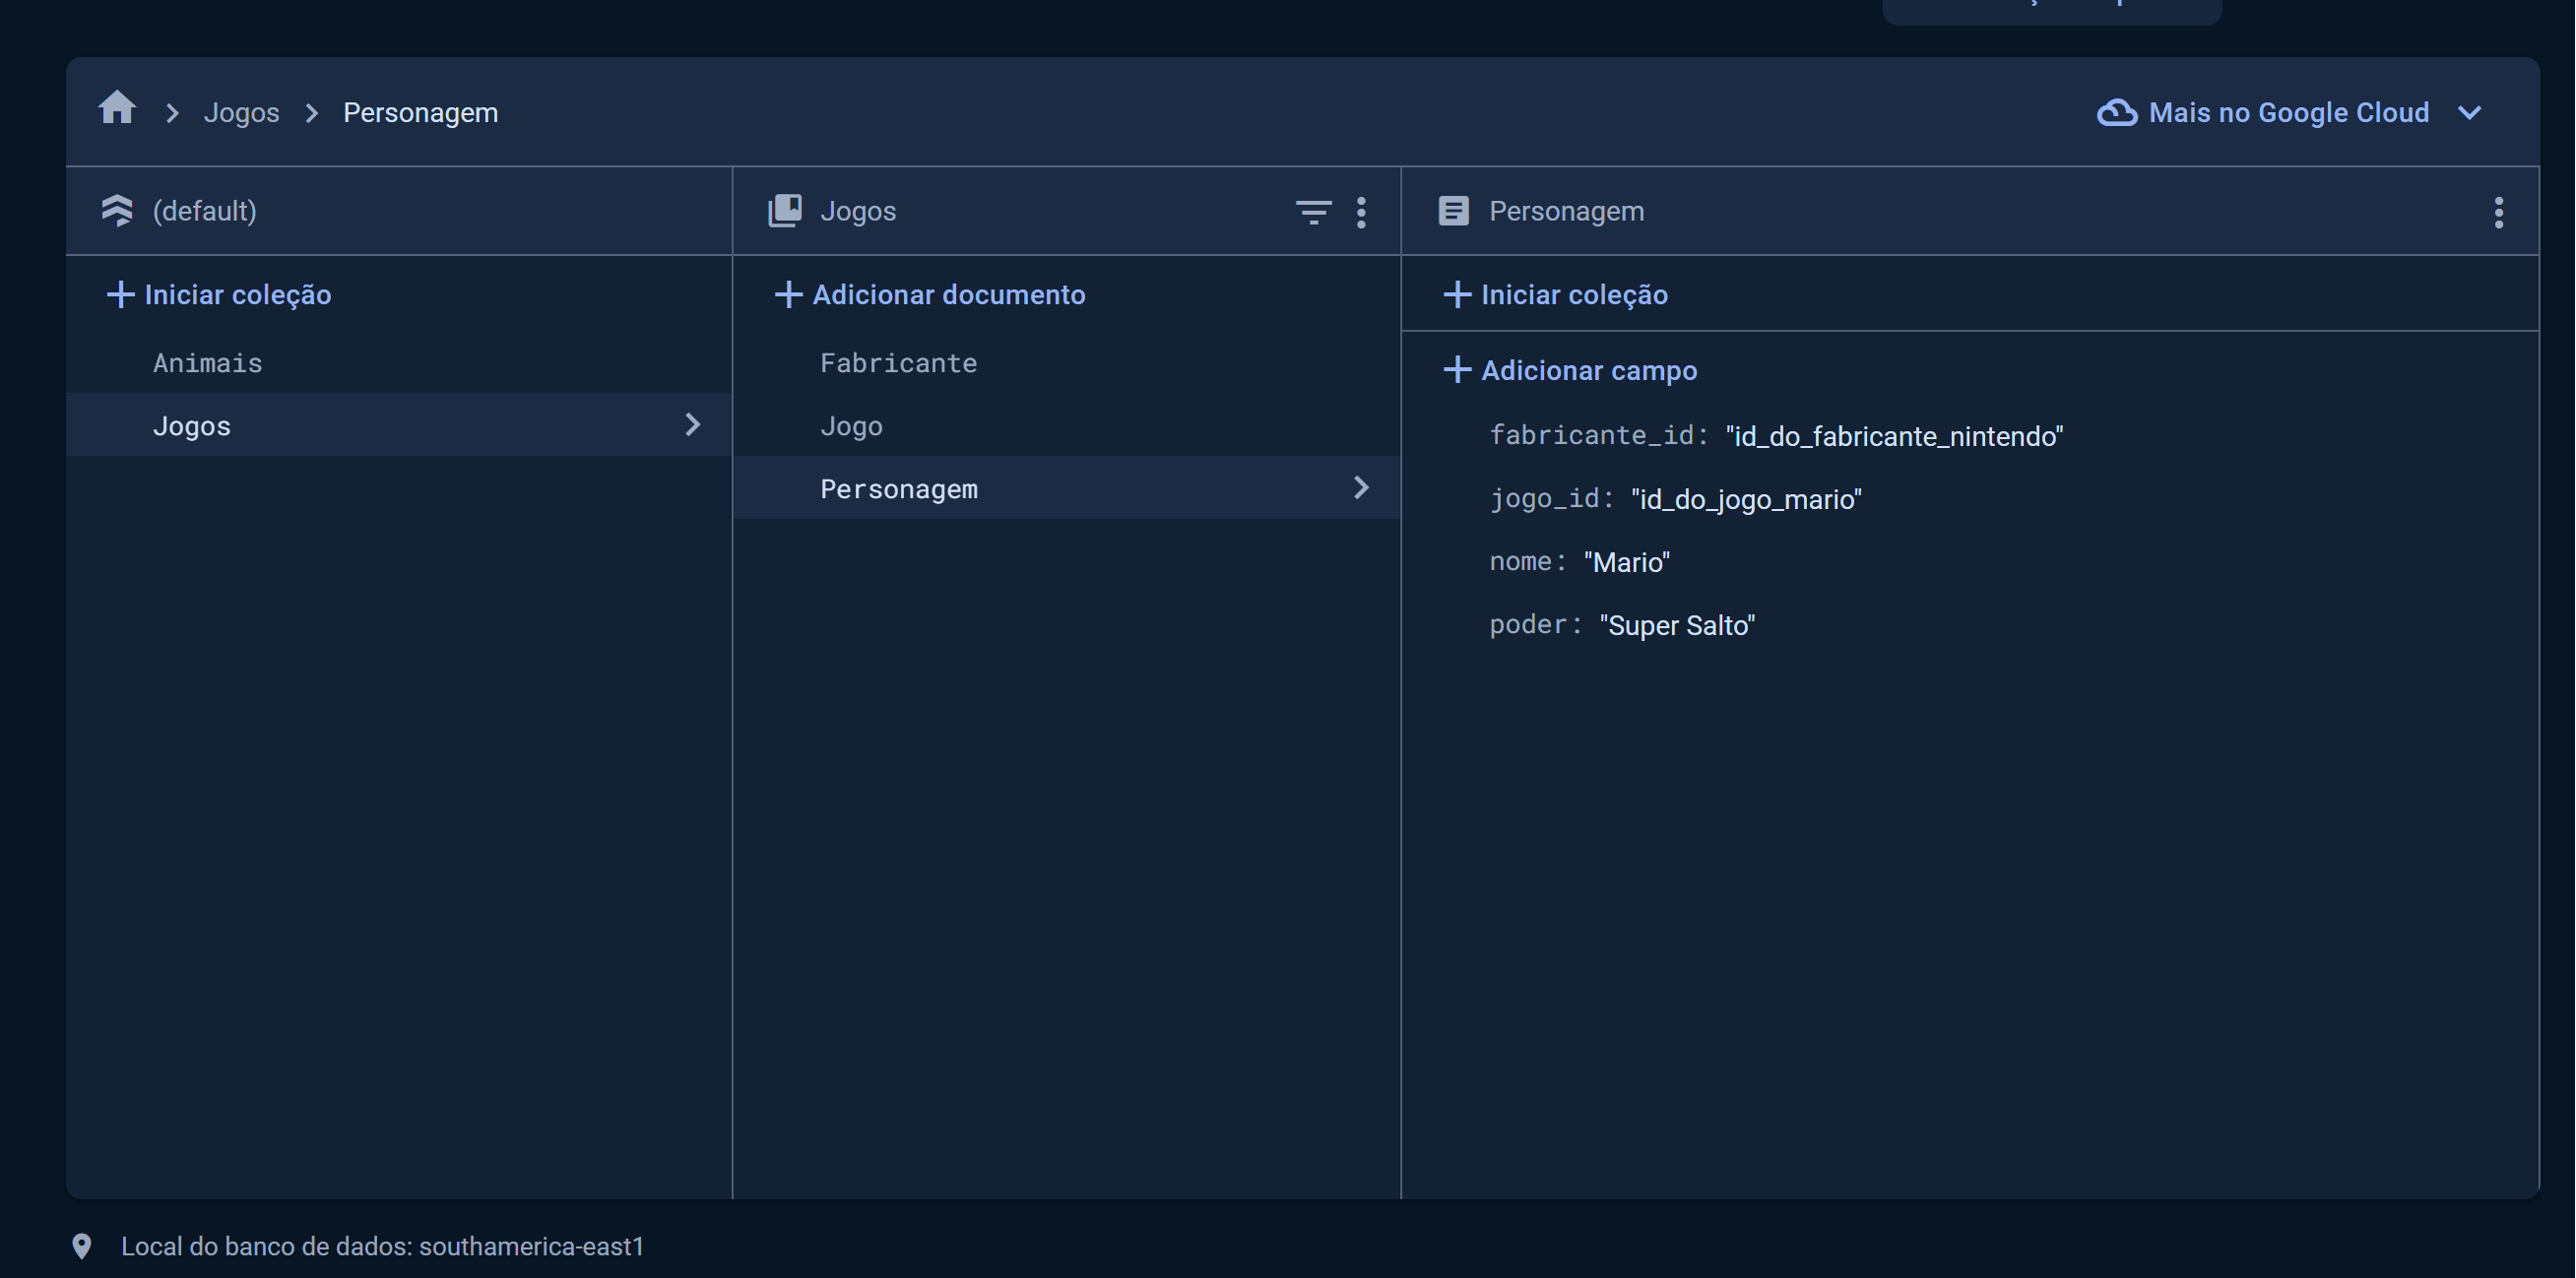 Jogos
Personagem
Mais no Google Cloud
(default)
Jogos
Personagem
Iniciar coleção
Adicionar documento
Iniciar coleção
Animais
Jogos
Fabricante
Jogo
Personagem
Adicionar campo
fabricante_id: "id_do_fabricante_nintendo"
jogo_id: "id_do_jogo_mario"
nome: "Mario"
poder: "Super Salto"
Local do banco de dados: southamerica-east1